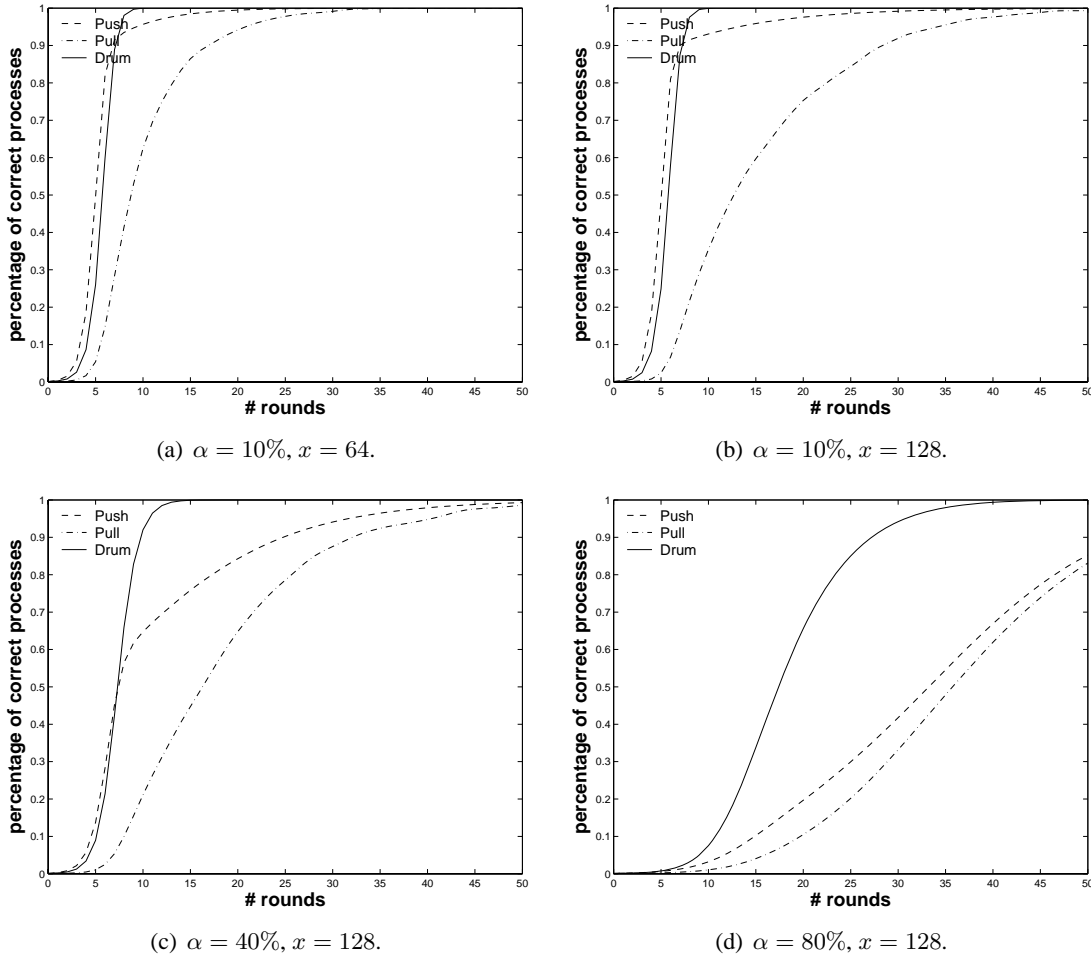 1
0.9
0.8
0.7
0.6
0.5
0.4
0.3
0.2
0.1
0
percentage of correct processes
Push
Pull
Drum
0 5 10 15 20 25 30 35 40 45 50
# rounds
(a) α = 10%, x = 64.
1
0.9
0.8
0.7
0.6
0.5
0.4
0.3
0.2
0.1
0
percentage of correct processes
Push
Pull
Drum
0 5 10 15 20 25 30 35 40 45 50
# rounds
(b) α = 10%, x = 128.
1
0.9
0.8
0.7
0.6
0.5
0.4
0.3
0.2
0.1
0
percentage of correct processes
Push
Pull
Drum
0 5 10 15 20 25 30 35 40 45 50
# rounds
(c) α = 40%, x = 128.
1
0.9
0.8
0.7
0.6
0.5
0.4
0.3
0.2
0.1
0
percentage of correct processes
Push
Pull
Drum
0 5 10 15 20 25 30 35 40 45 50
# rounds
(d) α = 80%, x = 128.